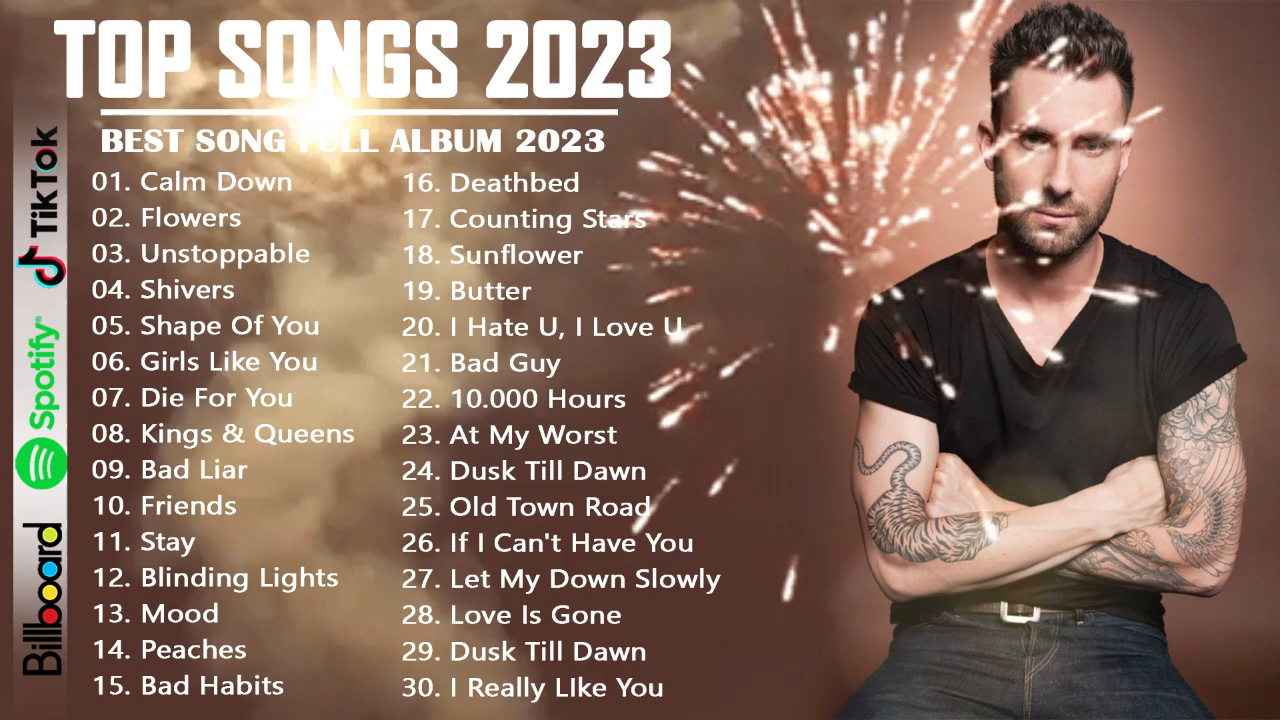 TOP SONGS 2023
BEST SONG FULL ALBUM 2023
TikTok
Spotify®
Billboard
01. Calm Down
02. Flowers
03. Unstoppable
04. Shivers
05. Shape Of You
06. Girls Like You
07. Die For You
08. Kings & Queens
09. Bad Liar
10. Friends
11. Stay
12. Blinding Lights
13. Mood
14. Peaches
15. Bad Habits
16. Deathbed
17. Counting Stars
18. Sunflower
19. Butter
20. I Hate U, I Love U
21. Bad Guy
22. 10.000 Hours
23. At My Worst
24. Dusk Till Dawn
25. Old Town Road
26. If I Can't Have You
27. Let My Down Slowly
28. Love Is Gone
29. Dusk Till Dawn
30. I Really LIke You